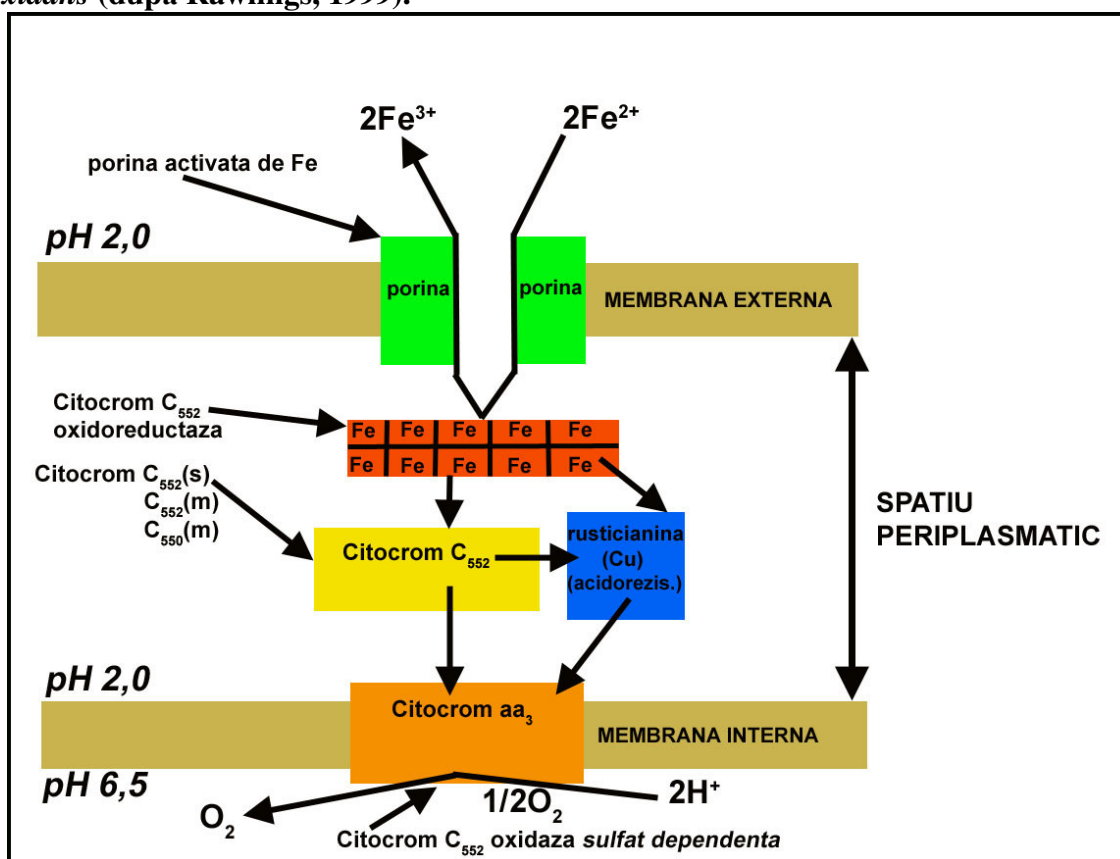 (după Rawlings, 1999).
2Fe³⁺ 2Fe²⁺
porina activata de Fe
pH 2,0
porina porina MEMBRANA EXTERNA
Citocrom C₅₅₂
oxidoreductaza
Fe Fe Fe Fe Fe
Fe Fe Fe Fe Fe
Citocrom C₅₅₂(s)
C₅₅₂(m)
C₅₅₀(m)
Citocrom C₅₅₂
rusticianina
(Cu)
(acidorezis.)
SPATIU
PERIPLASMATIC
pH 2,0
Citocrom aa₃
MEMBRANA INTERNA
pH 6,5
O₂ 1/2O₂ 2H⁺
Citocrom C₅₅₂ oxidaza sulfat dependenta